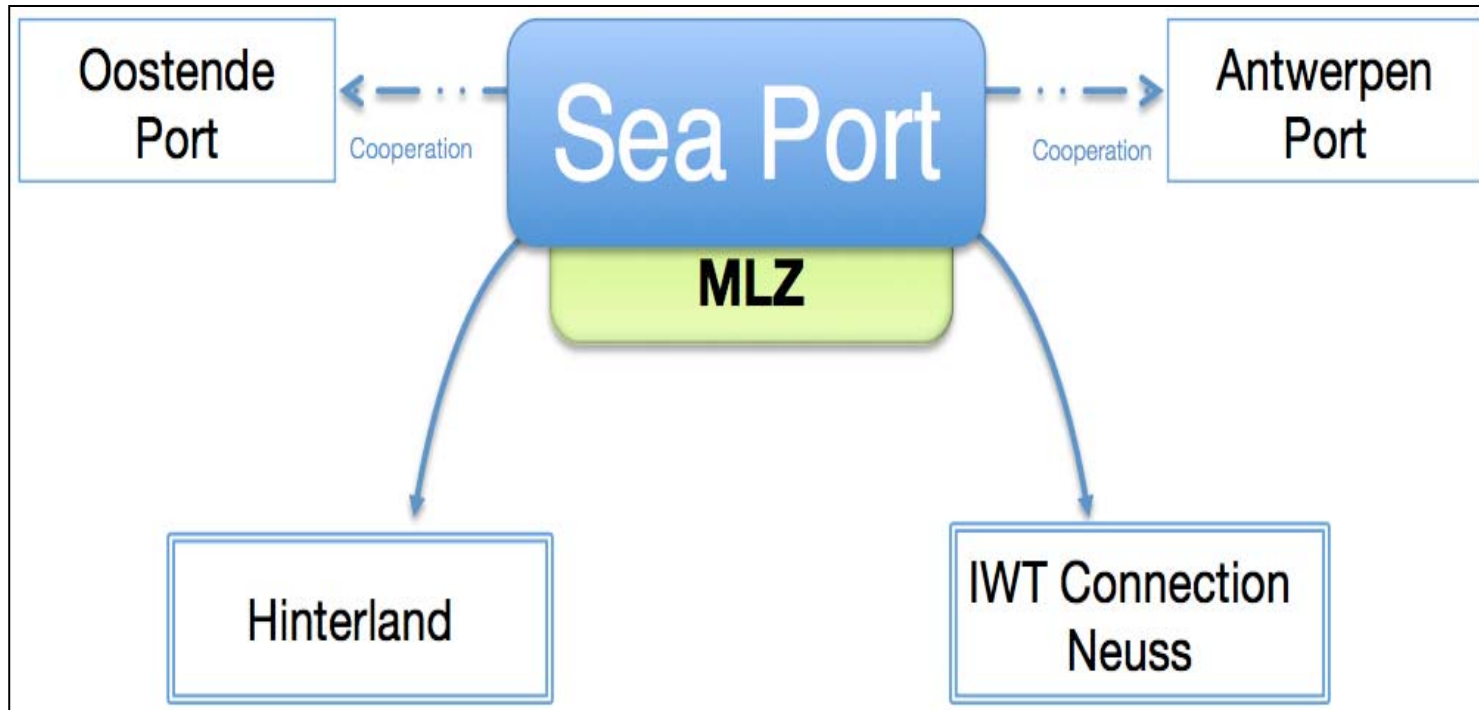 Oostende
Port
Cooperation
Sea Port
Cooperation
Antwerpen
Port
MLZ
Hinterland
IWT Connection
Neuss